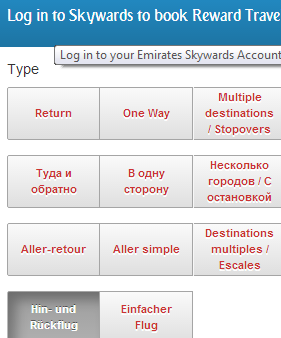 Log in to Skywards to book Reward Trave
Log in to your Emirates Skywards Account
Type
Return
One Way
Multiple
destinations
/ Stopovers
Туда и
обратно
В одну
сторону
Несколько
городов / С
остановкой
Aller-retour
Aller simple
Destinations
multiples /
Escales
Hin- und
Rückflug
Einfacher
Flug